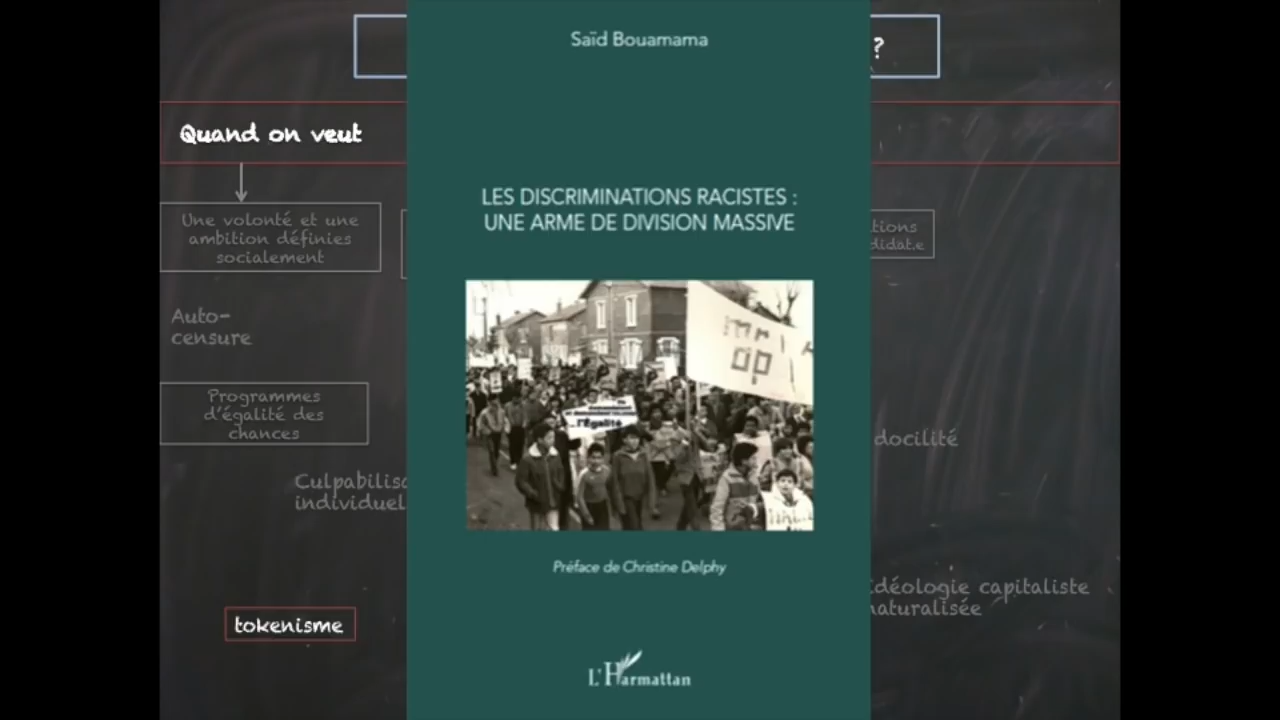 Saïd Bouamama
?
Quand on veut
LES DISCRIMINATIONS RACISTES :
UNE ARME DE DIVISION MASSIVE
Une volonté et une
ambition définies
socialement
tions
didat.e
Auto-
censure
l'Égalité
Programmes
d'égalité des
chances
docilité
Culpabilisa
individuel
Préface de Christine Delphy
Idéologie capitaliste
naturalisée
tokenisme
L'Harmattan